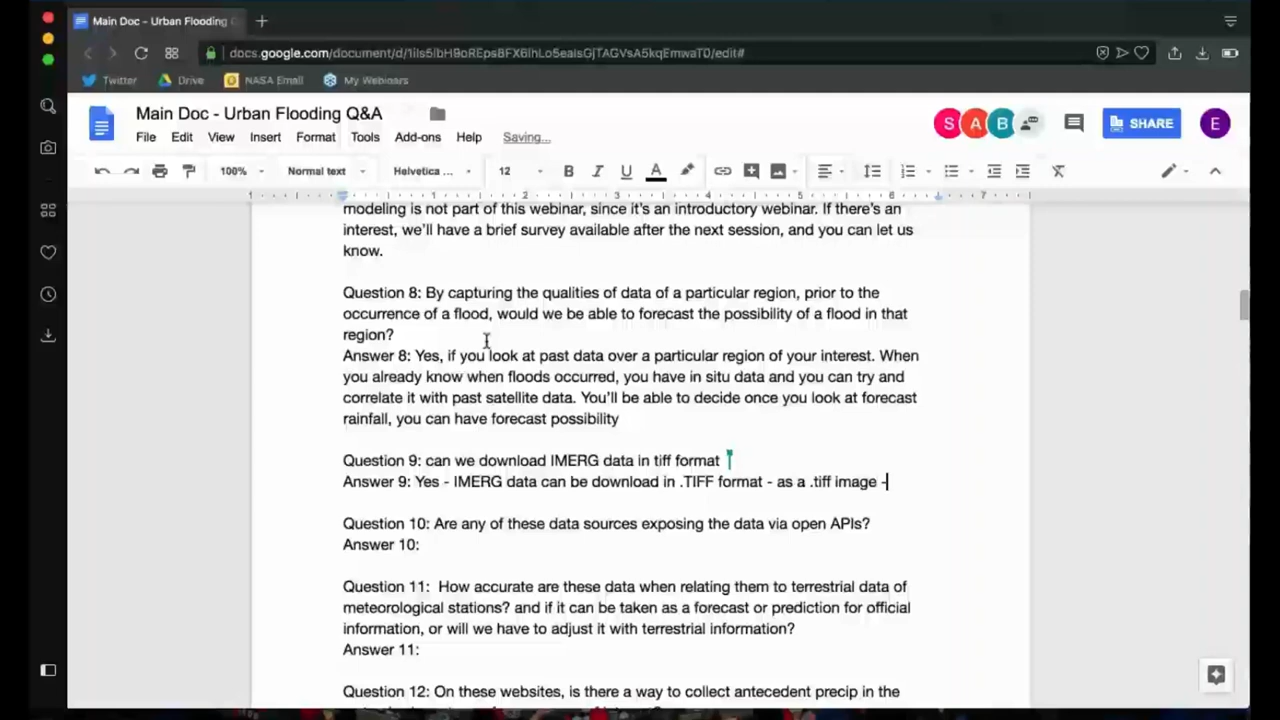 Main Doc - Urban Flooding
docs.google.com/document/d/
Twitter Drive NASA Email My Webinars
Main Doc - Urban Flooding Q&A
File Edit View Insert Format Tools Add-ons Help Saving...
S A B SHARE E
100% Normal text Helvetica ... 12 B I U A
1 1 2 3 4 5 6 7
modeling is not part of this webinar, since it's an introductory webinar. If there's an
interest, we'll have a brief survey available after the next session, and you can let us
know.
Question 8: By capturing the qualities of data of a particular region, prior to the
occurrence of a flood, would we be able to forecast the possibility of a flood in that
region?
Answer 8: Yes, if you look at past data over a particular region of your interest. When
you already know when floods occurred, you have in situ data and you can try and
correlate it with past satellite data. You'll be able to decide once you look at forecast
rainfall, you can have forecast possibility
Question 9: can we download IMERG data in tiff format
Answer 9: Yes - IMERG data can be download in .TIFF format - as a .tiff image -
Question 10: Are any of these data sources exposing the data via open APIs?
Answer 10:
Question 11: How accurate are these data when relating them to terrestrial data of
meteorological stations? and if it can be taken as a forecast or prediction for official
information, or will we have to adjust it with terrestrial information?
Answer 11:
Question 12: On these websites, is there a way to collect antecedent precip in the